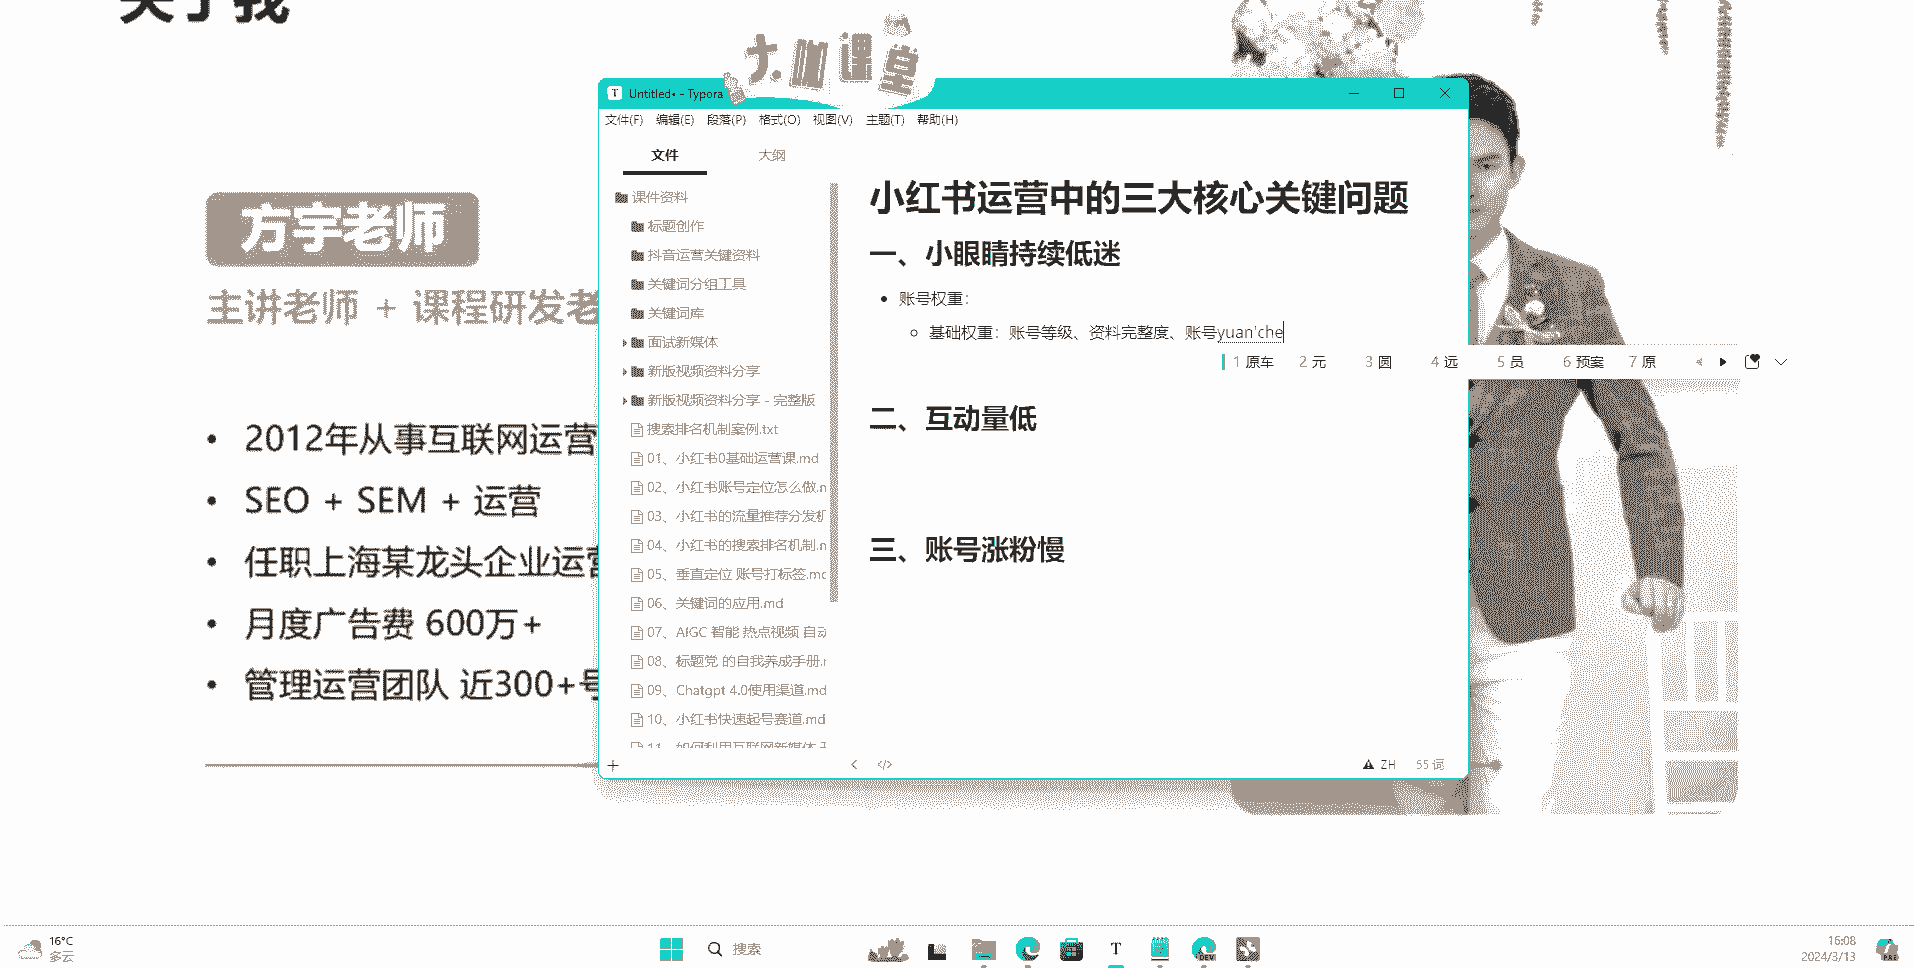 关于我
大咖课堂
方宇老师
主讲老师 + 课程研发老
2012年从事互联网运营
SEO + SEM + 运营
任职上海某龙头企业运营
月度广告费 600万+
管理运营团队 近300+号
Untitled• - Typora
文件(F) 编辑(E) 段落(P) 格式(O) 视图(V) 主题(T) 帮助(H)
文件 大纲
课件资料
标题创作
抖音运营关键资料
关键词分组工具
关键词库
面试新媒体
新版视频资料分享
新版视频资料分享 - 完整版
搜索排名机制案例.txt
01、小红书0基础运营课.md
02、小红书账号定位怎么做.n
03、小红书的流量推荐分发机
04、小红书的搜索排名机制.n
05、垂直定位 账号打标签.mc
06、关键词的应用.md
07、AIGC 智能 热点视频 自动
08、标题党 的自我养成手册.r
09、Chatgpt 4.0使用渠道.md
10、小红书快速起号赛道.md
11、如何利用互联网新媒体
小红书运营中的三大核心关键问题
一、小眼睛持续低迷
账号权重：
基础权重：账号等级、资料完整度、账号yuan'che
1 原车 2 元 3 圆 4 远 5 员 6 预案 7 原
二、互动量低
三、账号涨粉慢
ZH 55 词
16°C
多云
搜索
DEV
16:08
2024/3/13
PRE